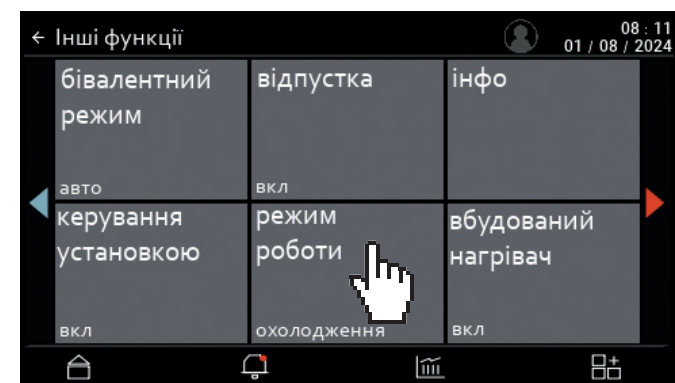 ← Інші функції
08 : 11
01 / 08 / 2024
бівалентний
режим
авто
відпустка
вкл
інфо
керування
установкою
вкл
режим
роботи
охолодження
вбудований
нагрівач
вкл